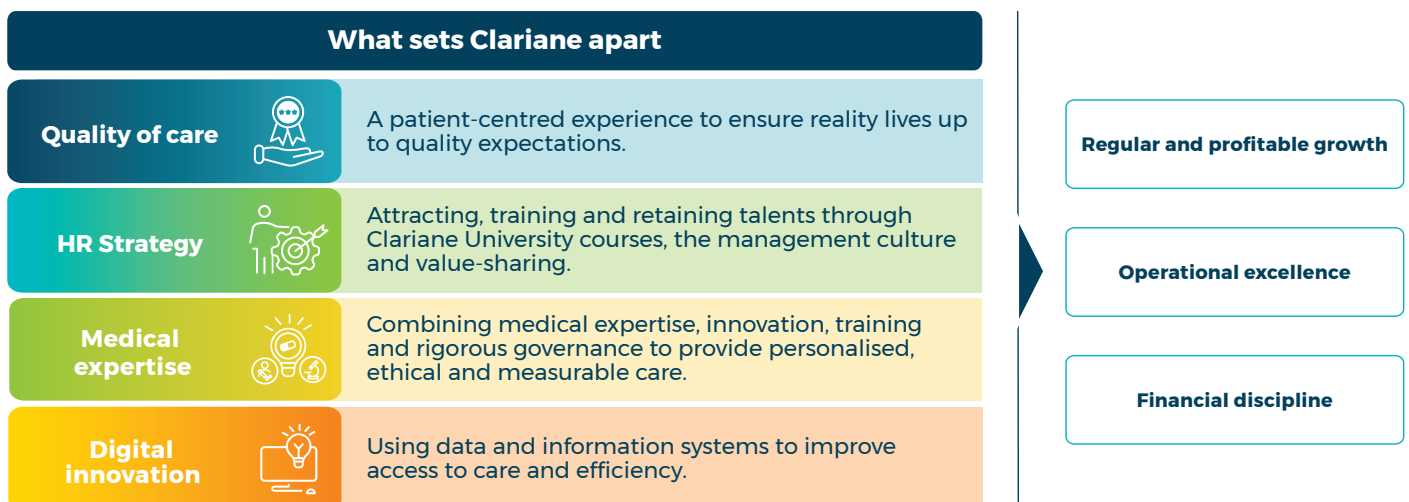 What sets Clariane apart
Quality of care
A patient-centred experience to ensure reality lives up
to quality expectations.
HR Strategy
Attracting, training and retaining talents through
Clariane University courses, the management culture
and value-sharing.
Medical
expertise
Combining medical expertise, innovation, training
and rigorous governance to provide personalised,
ethical and measurable care.
Digital
innovation
Using data and information systems to improve
access to care and efficiency.
Regular and profitable growth
Operational excellence
Financial discipline